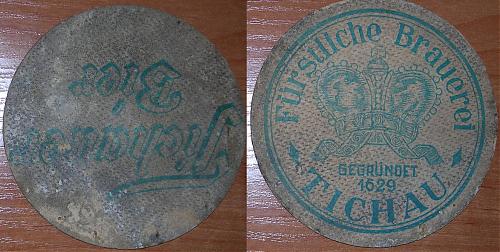 Tichauer
Bier
Fürstliche Brauerei
GEGRÜNDET
1629
TICHAU